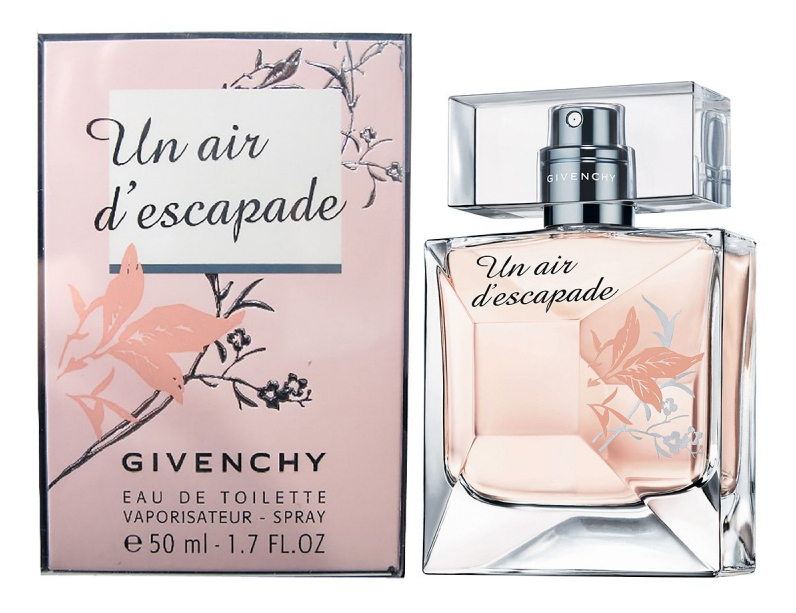 Un air
d'escapade
GIVENCHY
EAU DE TOILETTE
VAPORISATEUR - SPRAY
e 50 ml - 1.7 FL.OZ
GIVENCHY
Un air
d'escapade